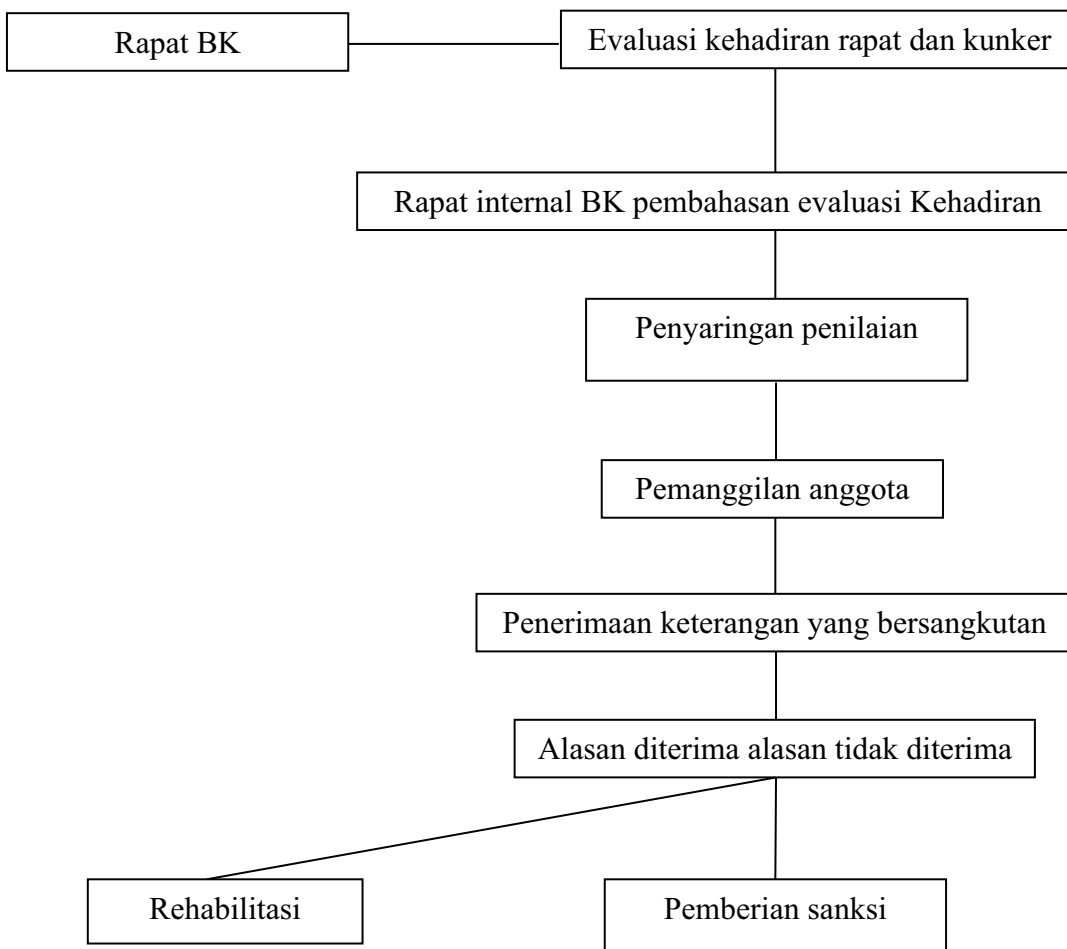 Rapat BK
Evaluasi kehadiran rapat dan kunker
Rapat internal BK pembahasan evaluasi Kehadiran
Penyaringan penilaian
Pemanggilan anggota
Penerimaan keterangan yang bersangkutan
Alasan diterima alasan tidak diterima
Rehabilitasi
Pemberian sanksi